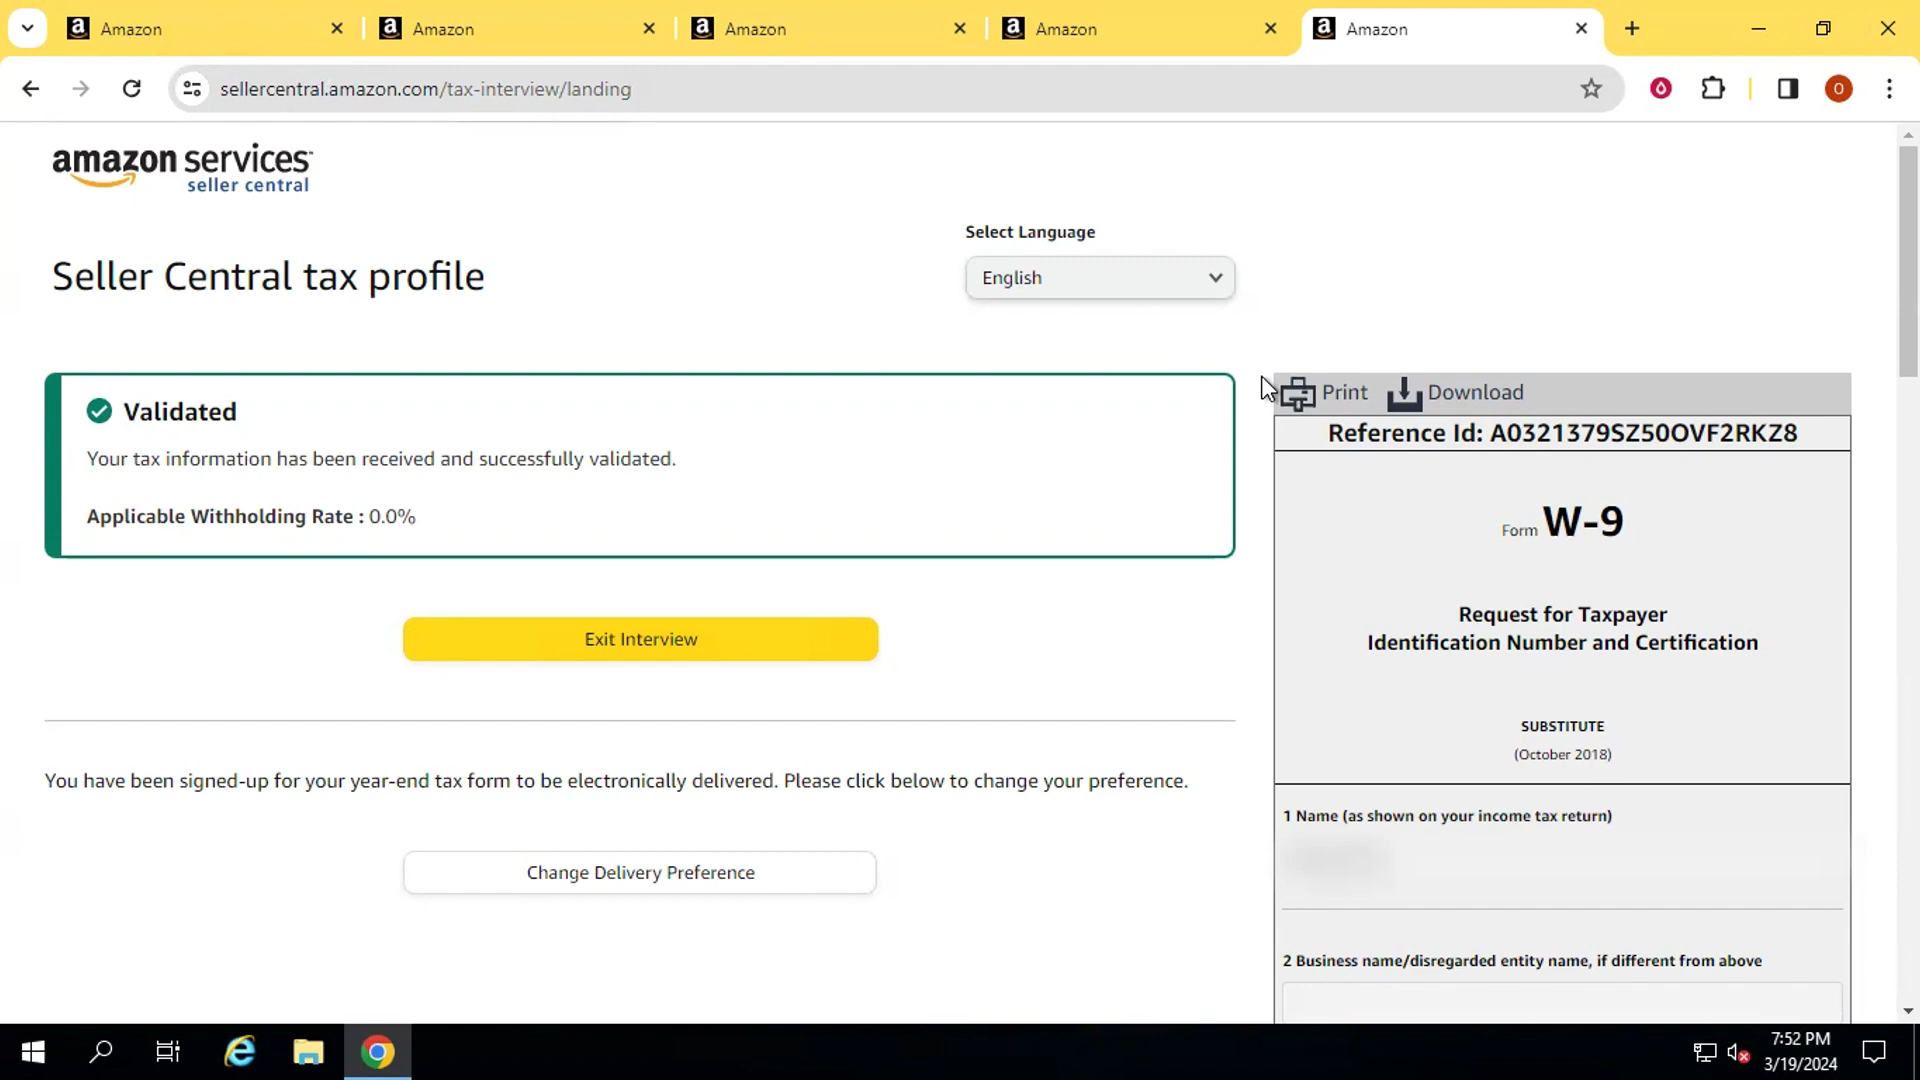 Amazon
Amazon
Amazon
Amazon
Amazon
sellercentral.amazon.com/tax-interview/landing
O
amazon services
seller central
Select Language
Seller Central tax profile
English
Validated
Your tax information has been received and successfully validated.
Applicable Withholding Rate : 0.0%
Exit Interview
You have been signed-up for your year-end tax form to be electronically delivered. Please click below to change your preference.
Change Delivery Preference
Print
Download
Reference Id: A0321379SZ50OVF2RKZ8
Form W-9
Request for Taxpayer
Identification Number and Certification
SUBSTITUTE
(October 2018)
1 Name (as shown on your income tax return)
2 Business name/disregarded entity name, if different from above
7:52 PM
3/19/2024